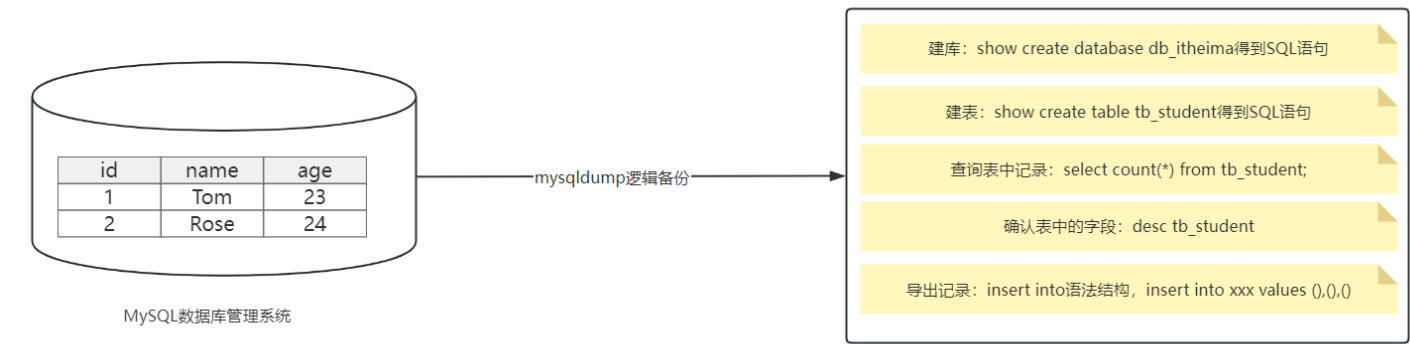 id name age
1 Tom 23
2 Rose 24
MySQL数据库管理系统
mysqldump逻辑备份
建库：show create database db_itheima得到SQL语句
建表：show create table tb_student得到SQL语句
查询表中记录：select count(*) from tb_student;
确认表中的字段：desc tb_student
导出记录：insert into语法结构，insert into xxx values (),(),()